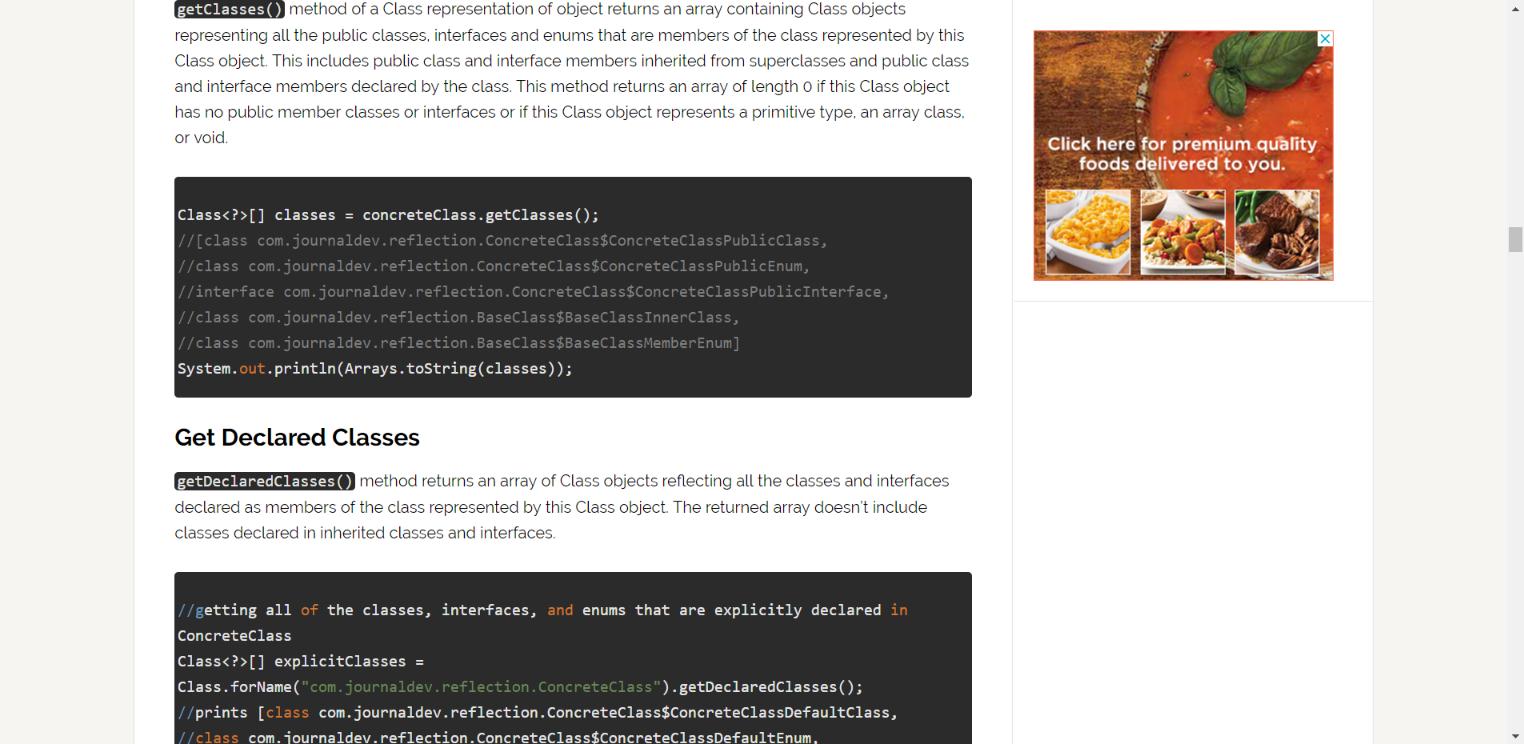 getClasses() method of a Class representation of object returns an array containing Class objects
representing all the public classes, interfaces and enums that are members of the class represented by this
Class object. This includes public class and interface members inherited from superclasses and public class
and interface members declared by the class. This method returns an array of length 0 if this Class object
has no public member classes or interfaces or if this Class object represents a primitive type, an array class,
or void.
Class<?>[] classes = concreteClass.getClasses();
//[class com.journaldev.reflection.ConcreteClass$ConcreteClassPublicClass,
//class com.journaldev.reflection.ConcreteClass$ConcreteClassPublicEnum,
//interface com.journaldev.reflection.ConcreteClass$ConcreteClassPublicInterface,
//class com.journaldev.reflection.BaseClass$BaseClassInnerClass,
//class com.journaldev.reflection.BaseClass$BaseClassMemberEnum]
System.out.println(Arrays.toString(classes));
Get Declared Classes
getDeclaredClasses() method returns an array of Class objects reflecting all the classes and interfaces
declared as members of the class represented by this Class object. The returned array doesn't include
classes declared in inherited classes and interfaces.
//getting all of the classes, interfaces, and enums that are explicitly declared in
ConcreteClass
Class<?>[] explicitClasses =
Class.forName("com.journaldev.reflection.ConcreteClass").getDeclaredClasses();
//prints [class com.journaldev.reflection.ConcreteClass$ConcreteClassDefaultClass,
//class com.journaldev.reflection.ConcreteClass$ConcreteClassDefaultEnum,
Click here for premium quality
foods delivered to you.